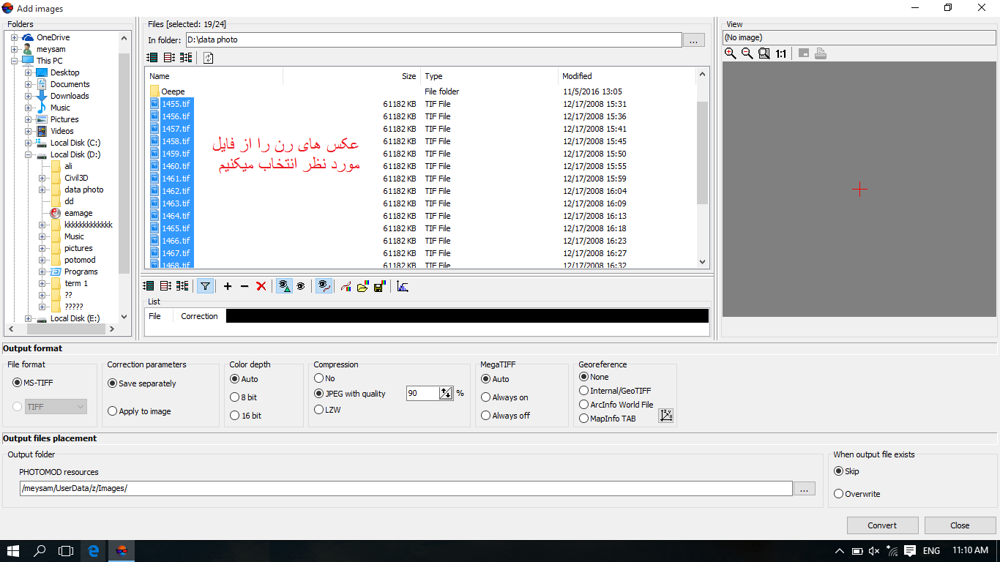 Add images
Folders
OneDrive
meysam
This PC
Desktop
Documents
Downloads
Music
Pictures
Videos
Local Disk (C:)
Local Disk (D:)
ali
Civil3D
data photo
dd
eamage
kkkkkkkkkkkkk
Music
pictures
potomod
Programs
term 1
??
?????
Local Disk (E:)
Files [selected: 19/24]
In folder: D:\data photo ...
Name Size Type Modified
Oeepe File folder 11/5/2016 13:05
1455.tif 61182 KB TIF File 12/17/2008 15:31
1456.tif 61182 KB TIF File 12/17/2008 15:36
1457.tif 61182 KB TIF File 12/17/2008 15:41
1458.tif 61182 KB TIF File 12/17/2008 15:45
1459.tif 61182 KB TIF File 12/17/2008 15:50
1460.tif 61182 KB TIF File 12/17/2008 15:55
1461.tif 61182 KB TIF File 12/17/2008 15:59
1462.tif 61182 KB TIF File 12/17/2008 16:04
1463.tif 61182 KB TIF File 12/17/2008 16:09
1464.tif 61182 KB TIF File 12/17/2008 16:13
1465.tif 61182 KB TIF File 12/17/2008 16:18
1466.tif 61182 KB TIF File 12/17/2008 16:23
1467.tif 61182 KB TIF File 12/17/2008 16:27
1468.tif 61182 KB TIF File 12/17/2008 16:32
عکس های رن را از فایل
مورد نظر انتخاب میکنیم
List
File Correction
View
(No image)
1:1
Output format
File format
MS-TIFF
TIFF
Correction parameters
Save separately
Apply to image
Color depth
Auto
8 bit
16 bit
Compression
No
JPEG with quality 90 %
LZW
MegaTIFF
Auto
Always on
Always off
Georeference
None
Internal/GeoTIFF
ArcInfo World File
MapInfo TAB
Output files placement
Output folder
PHOTOMOD resources
/meysam/UserData/z/Images/ ...
When output file exists
Skip
Overwrite
Convert Close
ENG 11:10 AM